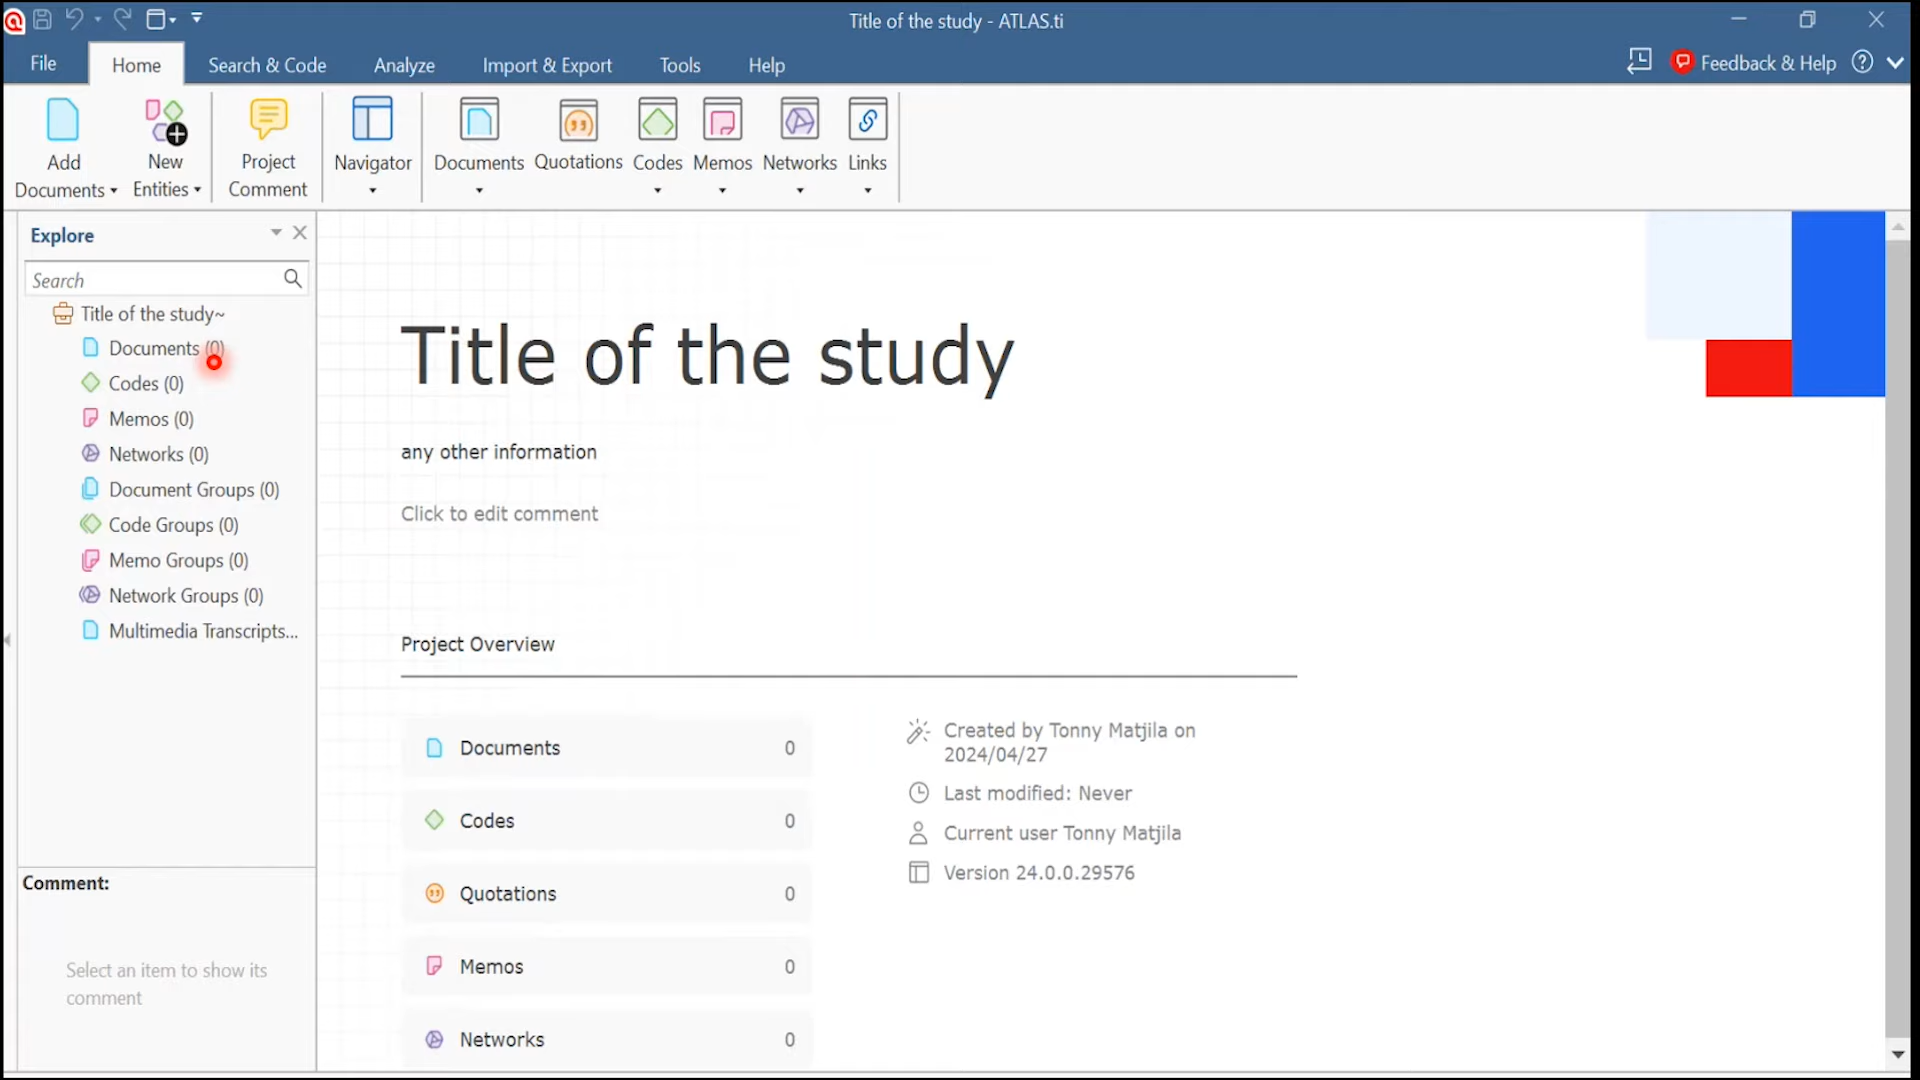 Title of the study - ATLAS.ti
File
Home
Search & Code
Analyze
Import & Export
Tools
Help
Feedback & Help
Add
Documents
New
Entities
Project
Comment
Navigator
Documents
Quotations
Codes
Memos
Networks
Links
Explore
Search
Title of the study~
Documents (0)
Codes (0)
Memos (0)
Networks (0)
Document Groups (0)
Code Groups (0)
Memo Groups (0)
Network Groups (0)
Multimedia Transcripts...
Comment:
Select an item to show its
comment
Title of the study
any other information
Click to edit comment
Project Overview
Documents 0
Codes 0
Quotations 0
Memos 0
Networks 0
Created by Tonny Matjila on
2024/04/27
Last modified: Never
Current user Tonny Matjila
Version 24.0.0.29576